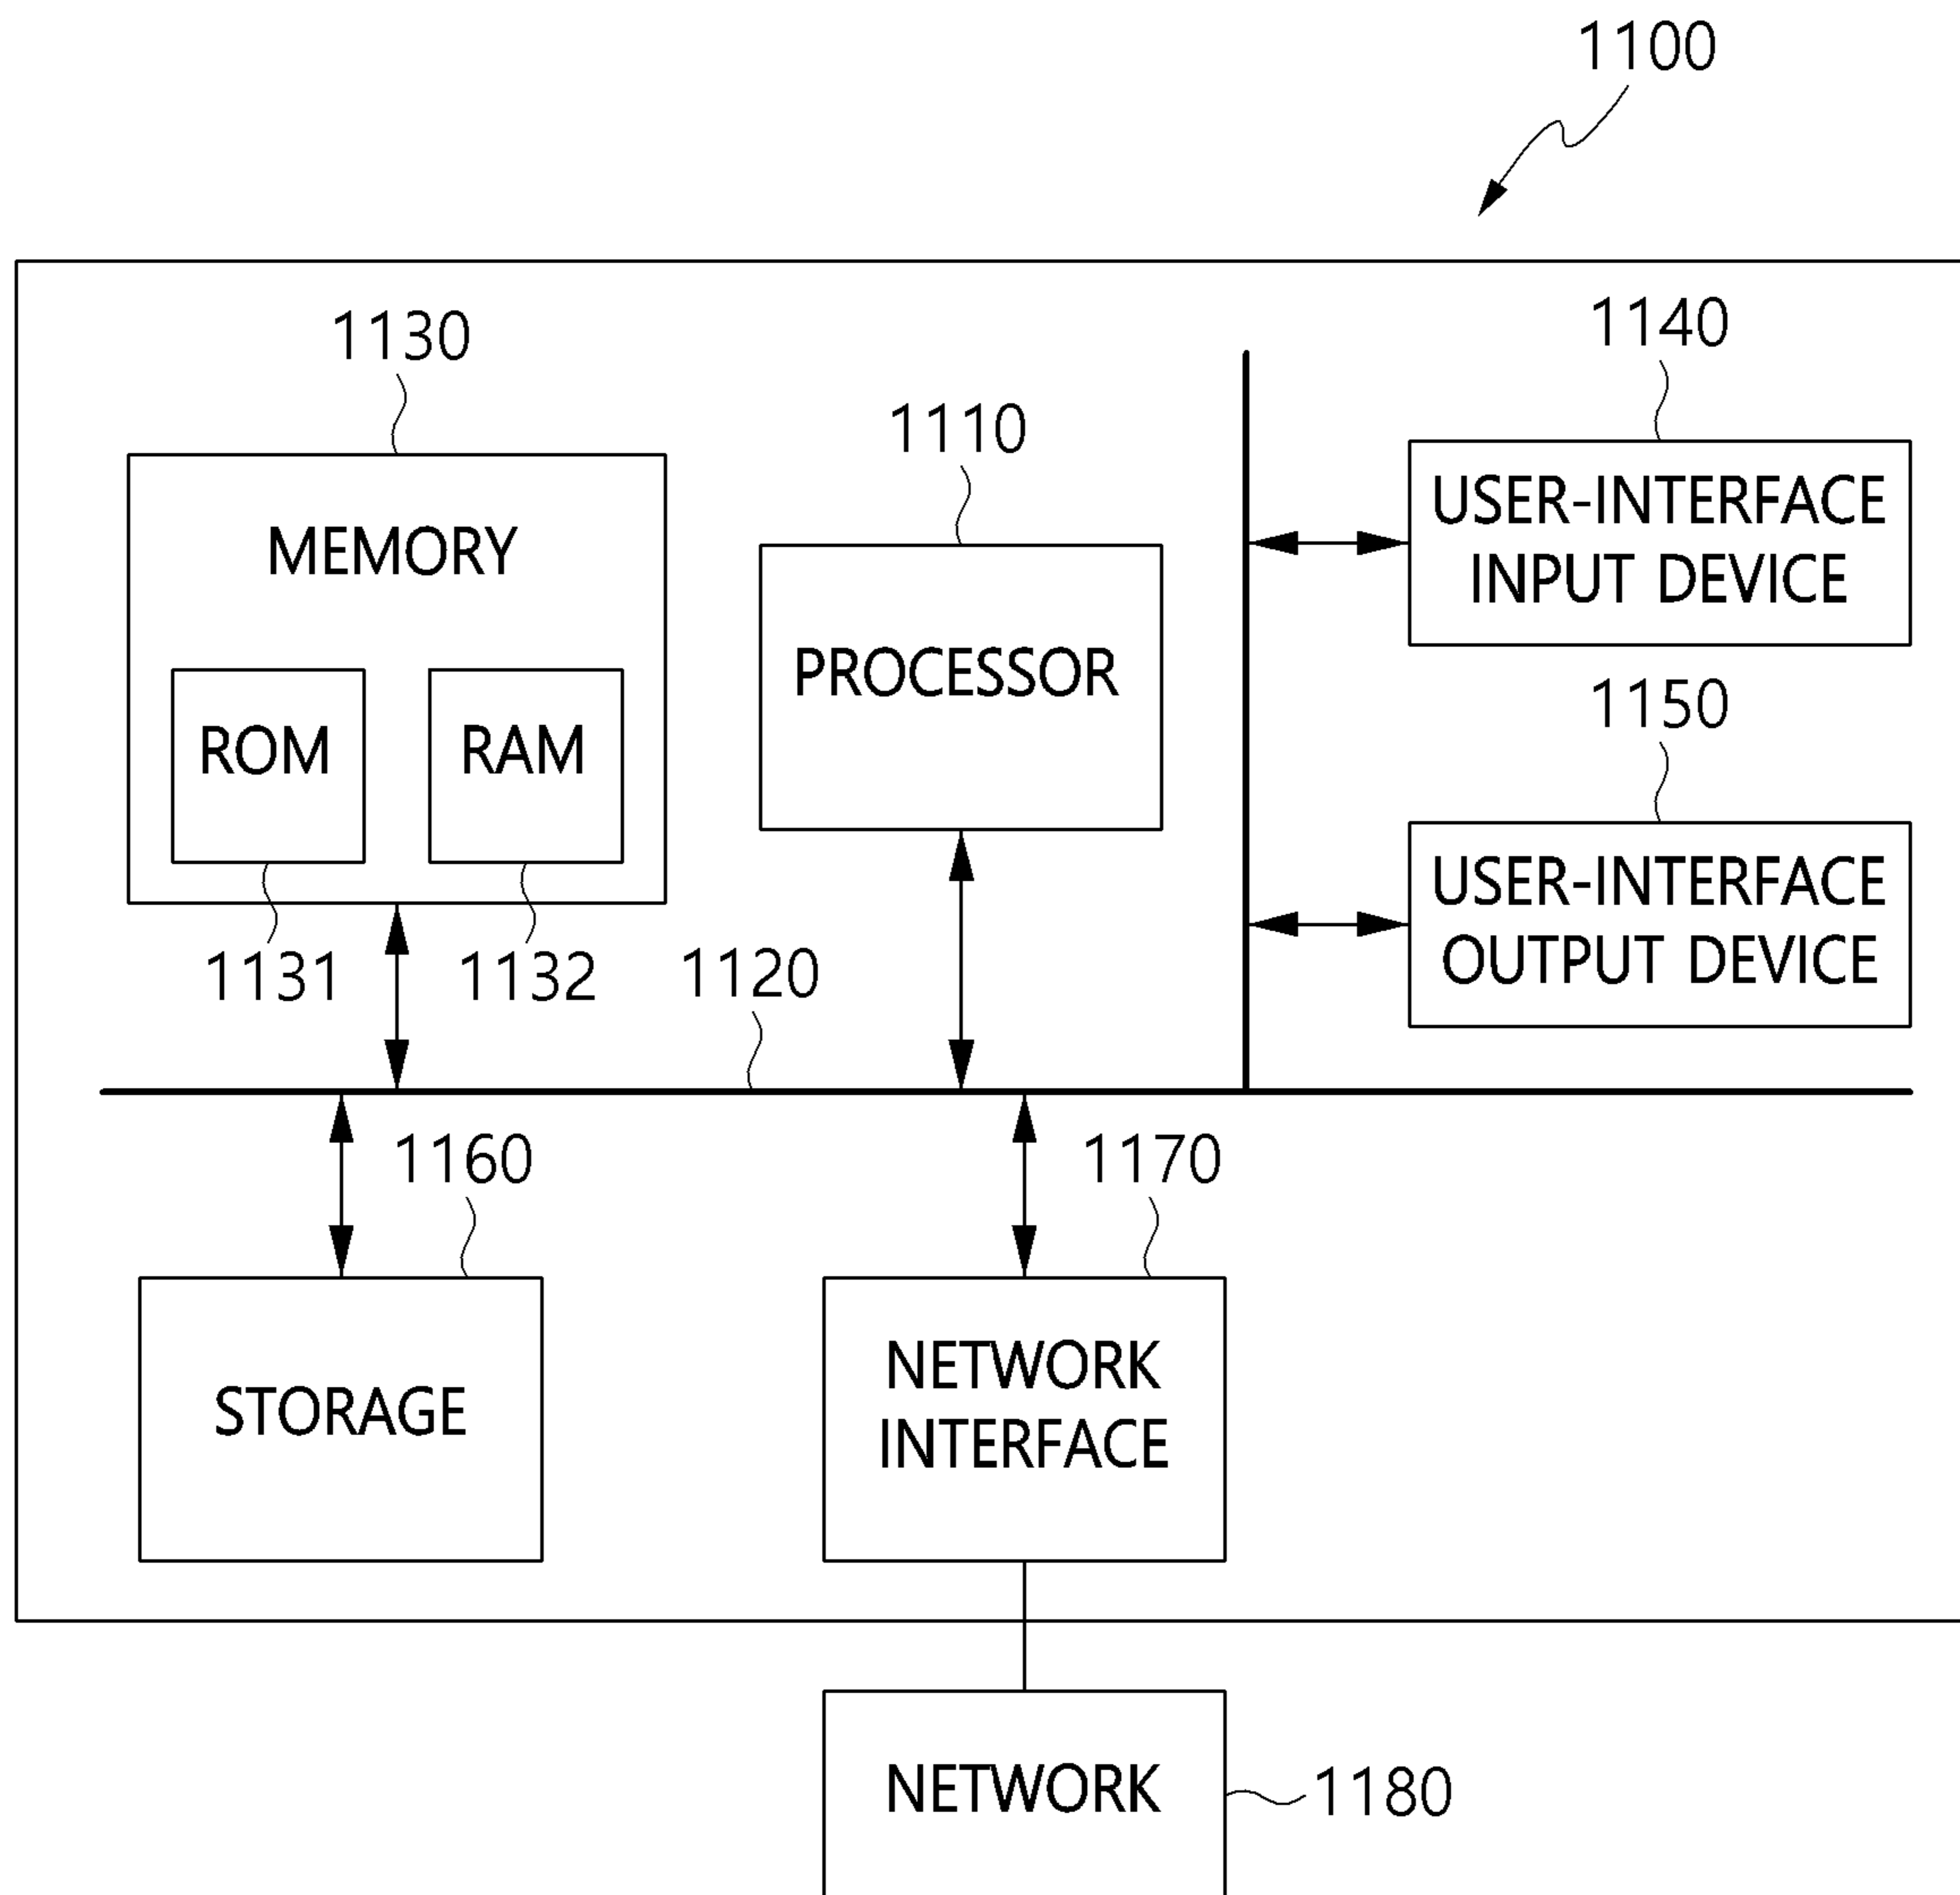 1100
1130
1140
1110
USER-INTERFACE
INPUT DEVICE
MEMORY
PROCESSOR
1150
ROM
RAM
USER-INTERFACE
OUTPUT DEVICE
1131
1132
1120
1160
1170
NETWORK
INTERFACE
STORAGE
NETWORK
1180